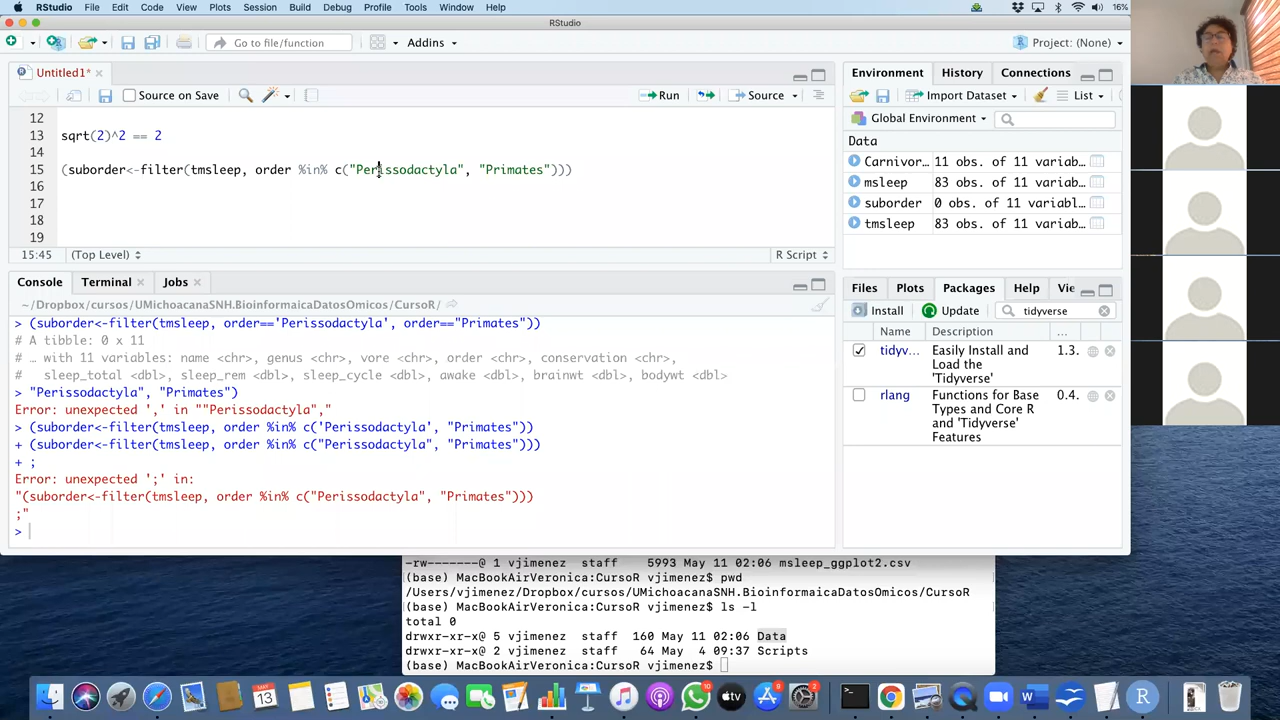 RStudio File Edit Code View Plots Session Build Debug Profile Tools Window Help 16%
RStudio
Go to file/function Addins Project: (None)
Untitled1*
Source on Save Run Source
12
13 sqrt(2)^2 == 2
14
15 (suborder<-filter(tmsleep, order %in% c("Perissodactyla", "Primates")))
16
17
18
19
15:45 (Top Level) R Script
Console Terminal Jobs
~/Dropbox/cursos/UMichoacanaSNH.BioinformaicaDatosOmicos/CursoR/
> (suborder<-filter(tmsleep, order=='Perissodactyla', order=="Primates"))
# A tibble: 0 x 11
# … with 11 variables: name <chr>, genus <chr>, vore <chr>, order <chr>, conservation <chr>,
#   sleep_total <dbl>, sleep_rem <dbl>, sleep_cycle <dbl>, awake <dbl>, brainwt <dbl>, bodywt <dbl>
> "Perissodactyla", "Primates")
Error: unexpected ',' in ""Perissodactyla","
> (suborder<-filter(tmsleep, order %in% c('Perissodactyla', "Primates"))
+ (suborder<-filter(tmsleep, order %in% c("Perissodactyla", "Primates")))
+ ;
Error: unexpected ';' in:
"(suborder<-filter(tmsleep, order %in% c("Perissodactyla", "Primates")))
;"
>
Environment History Connections
Import Dataset List
Global Environment
Data
Carnivor… 11 obs. of 11 variab…
msleep 83 obs. of 11 variab…
suborder 0 obs. of 11 variabl…
tmsleep 83 obs. of 11 variab…
Files Plots Packages Help Vie
Install Update tidyverse
Name Description ...
tidyv… Easily Install and Load the 'Tidyverse' 1.3.
rlang Functions for Base Types and Core R and 'Tidyverse' Features 0.4.
-rw-------@ 1 vjimenez staff 5993 May 11 02:06 msleep_ggplot2.csv
(base) MacBookAirVeronica:CursoR vjimenez$ pwd
/Users/vjimenez/Dropbox/cursos/UMichoacanaSNH.BioinformaicaDatosOmicos/CursoR
(base) MacBookAirVeronica:CursoR vjimenez$ ls -l
total 0
drwxr-xr-x@ 5 vjimenez staff 160 May 11 02:06 Data
drwxr-xr-x@ 2 vjimenez staff 64 May 4 09:37 Scripts
(base) MacBookAirVeronica:CursoR vjimenez$
MAY 13
10
tv
9
2
W
R